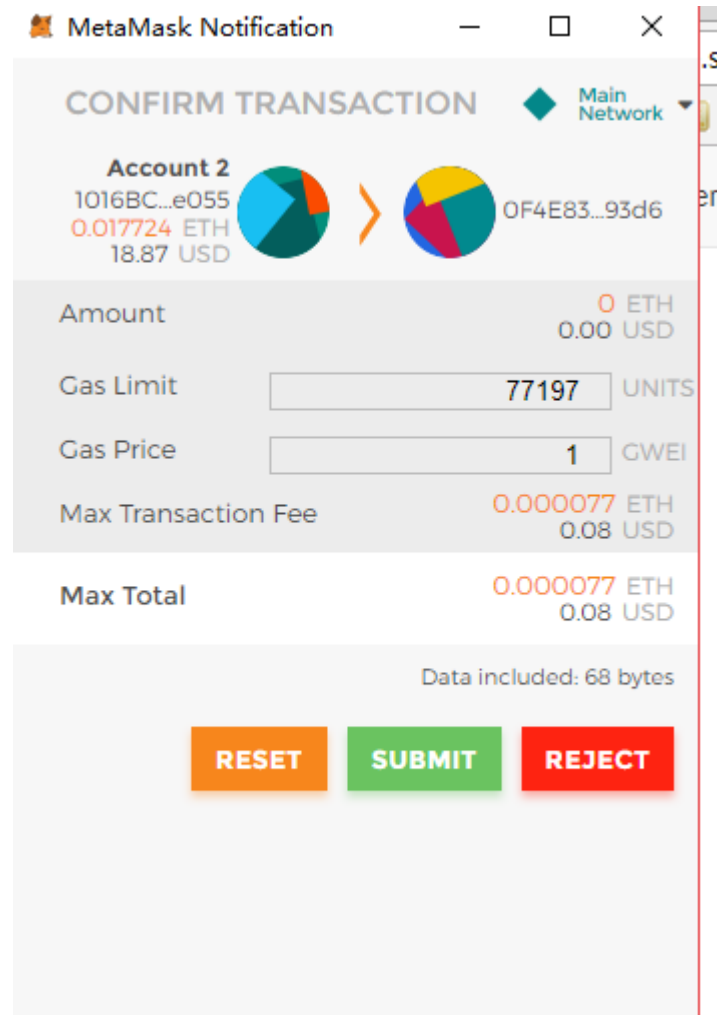 MetaMask Notification
CONFIRM TRANSACTION
Main
Network
Account 2
1016BC...e055
0.017724 ETH
18.87 USD
0F4E83...93d6
Amount
0 ETH
0.00 USD
Gas Limit
77197 UNITS
Gas Price
1 GWEI
Max Transaction Fee
0.000077 ETH
0.08 USD
Max Total
0.000077 ETH
0.08 USD
Data included: 68 bytes
RESET SUBMIT REJECT